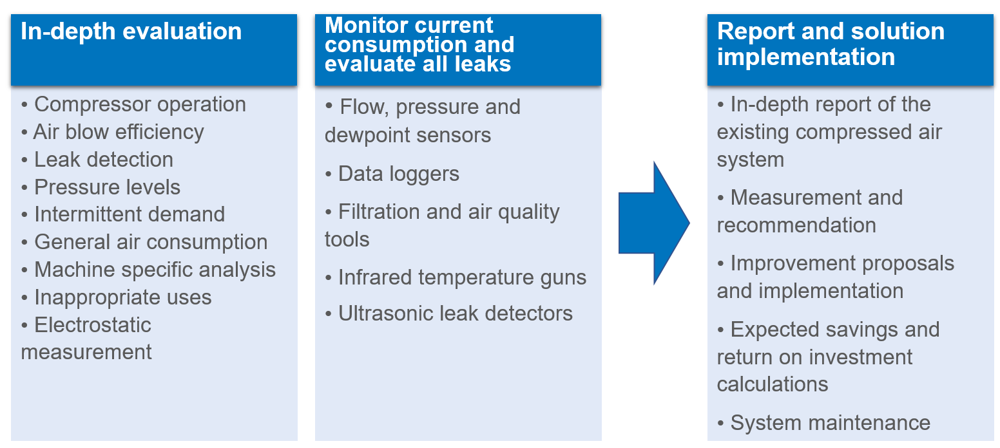 In-depth evaluation
• Compressor operation
• Air blow efficiency
• Leak detection
• Pressure levels
• Intermittent demand
• General air consumption
• Machine specific analysis
• Inappropriate uses
• Electrostatic
measurement
Monitor current
consumption and
evaluate all leaks
• Flow, pressure and
dewpoint sensors
• Data loggers
• Filtration and air quality
tools
• Infrared temperature guns
• Ultrasonic leak detectors
Report and solution
implementation
• In-depth report of the
existing compressed air
system
• Measurement and
recommendation
• Improvement proposals
and implementation
• Expected savings and
return on investment
calculations
• System maintenance